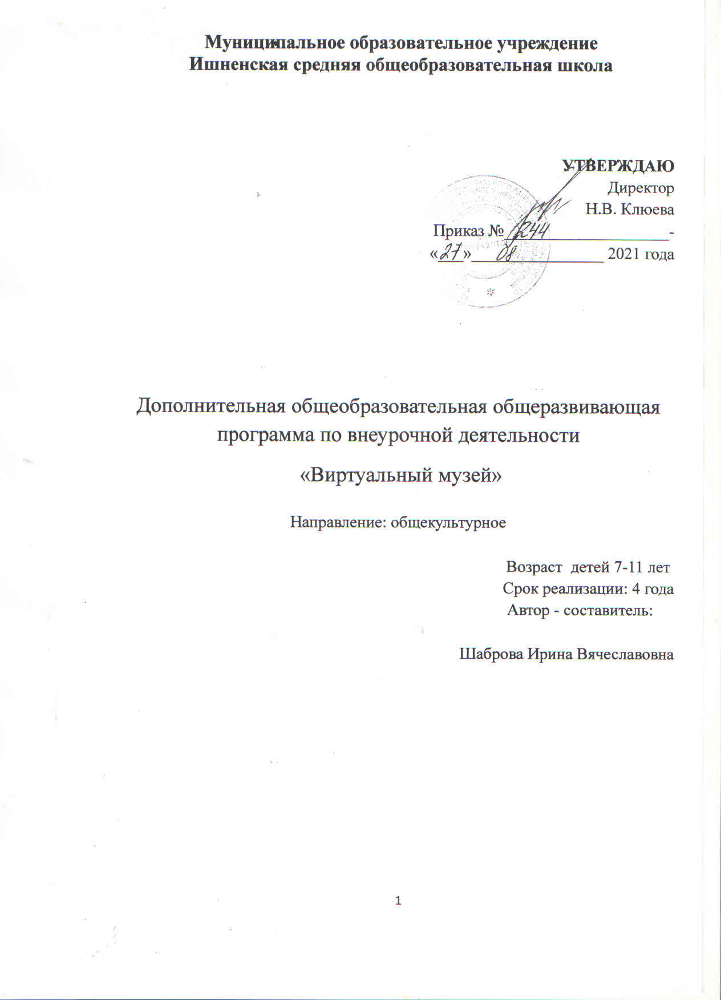 Муниципальное образовательное учреждение
Ишненская средняя общеобразовательная школа
УТВЕРЖДАЮ
Директор
Н.В. Клюева
Приказ № 1244 -
«27» 08 2021 года
Дополнительная общеобразовательная общеразвивающая
программа по внеурочной деятельности
«Виртуальный музей»
Направление: общекультурное
Возраст детей 7-11 лет
Срок реализации: 4 года
Автор - составитель:
Шаброва Ирина Вячеславовна
1